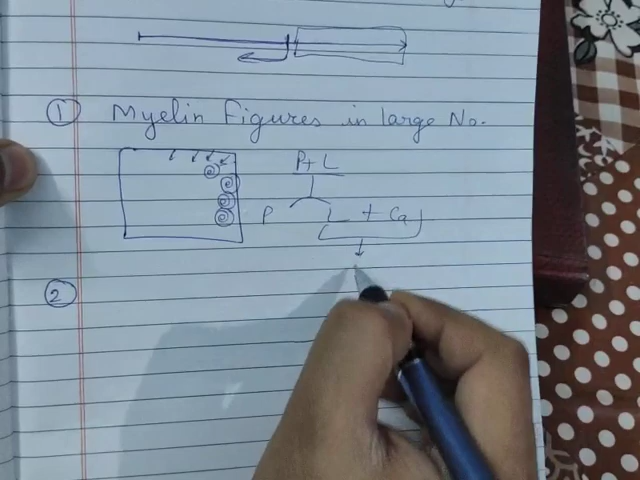 ① Myelin Figures in large No.
P+ L
P L + Ca
②